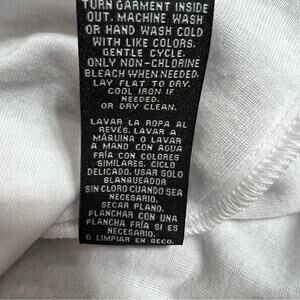 TURN GARMENT INSIDE
OUT. MACHINE WASH
OR HAND WASH COLD
WITH LIKE COLORS.
GENTLE CYCLE.
ONLY NON-CHLORINE
BLEACH WHEN NEEDED.
LAY FLAT TO DRY.
COOL IRON IF
NEEDED.
OR DRY CLEAN.
LAVAR LA ROPA AL
REVÉS. LAVAR A
MÁQUINA O LAVAR
A MANO CON AGUA
FRÍA CON COLORES
SIMILARES. CICLO
DELICADO. USAR SOLO
BLANQUEADOR
SIN CLORO CUANDO SEA
NECESARIO.
SECAR PLANO.
PLANCHAR CON UNA
PLANCHA FRÍA SI ES
NECESARIO.
O LIMPIAR EN SECO.